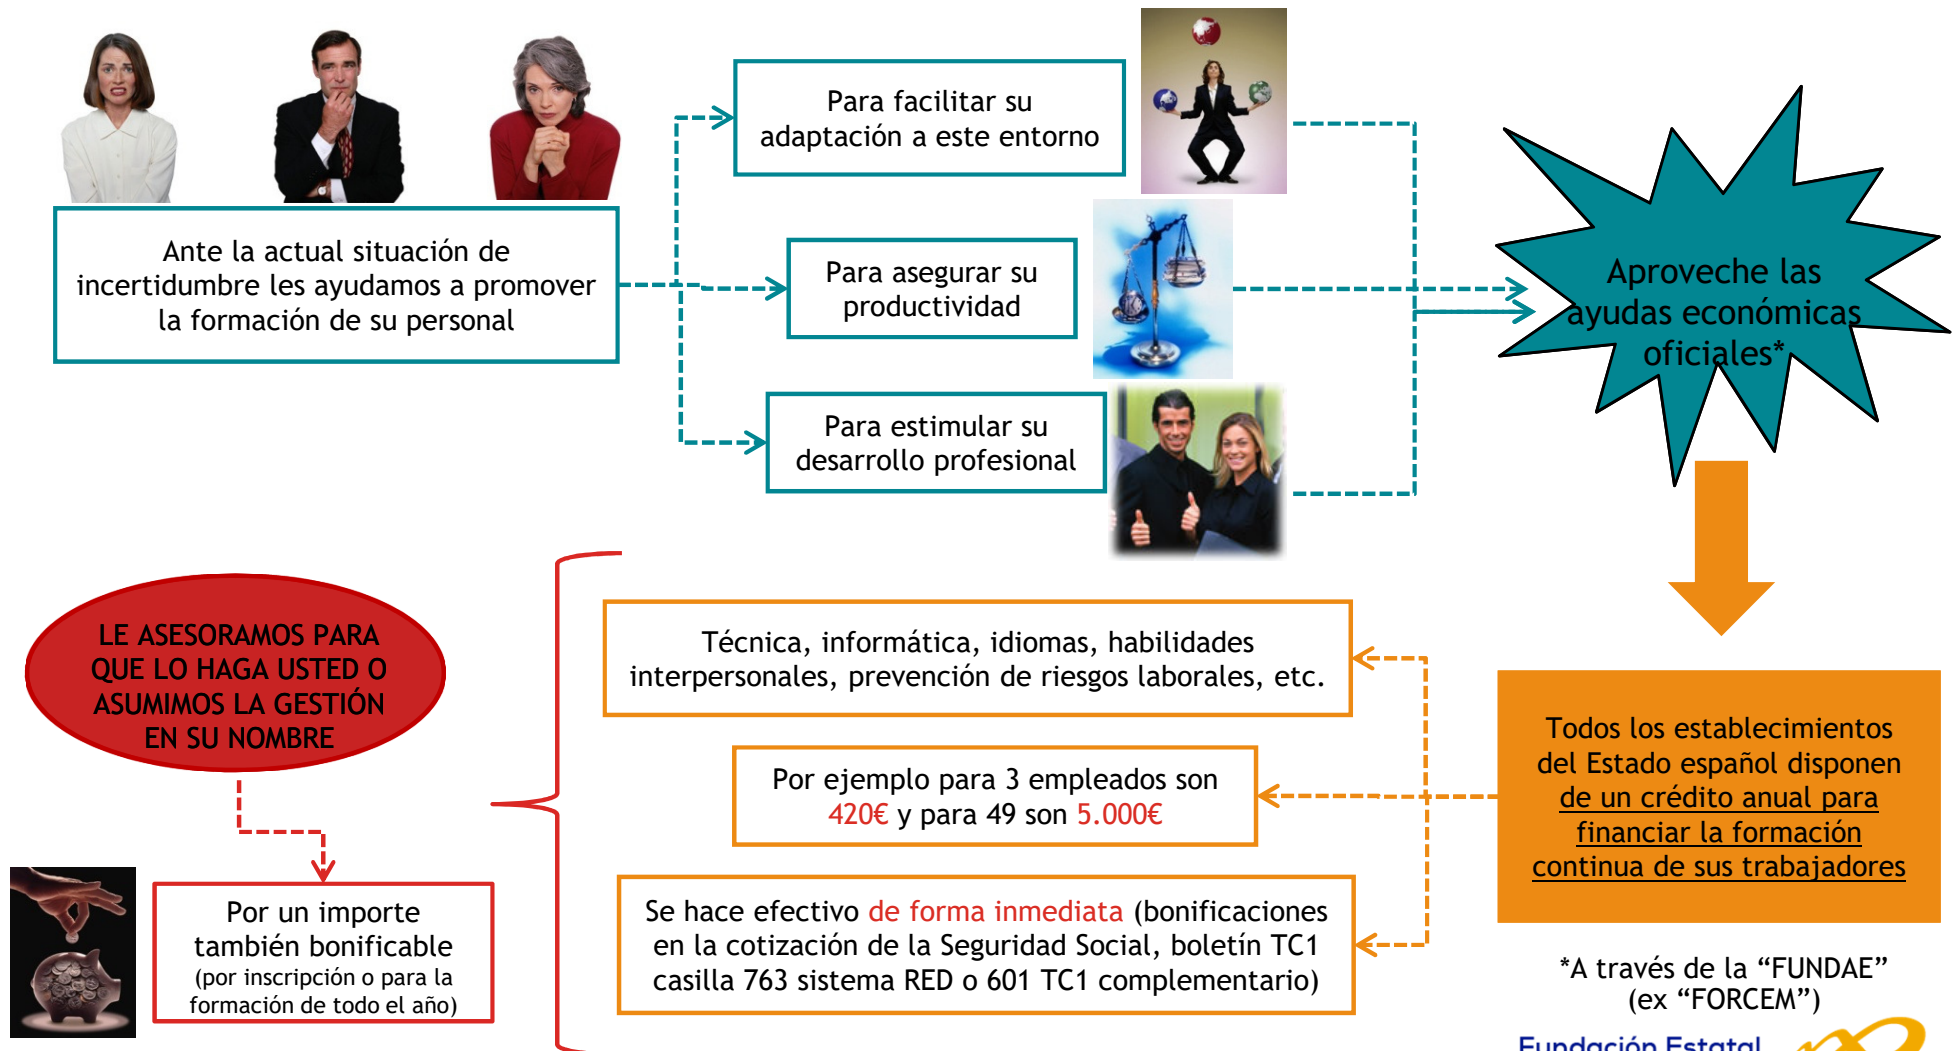 Ante la actual situación de
incertidumbre les ayudamos a promover
la formación de su personal
Para facilitar su
adaptación a este entorno
Para asegurar su
productividad
Para estimular su
desarrollo profesional
Aproveche las
ayudas económicas
oficiales*
Todos los establecimientos
del Estado español disponen
de un crédito anual para
financiar la formación
continua de sus trabajadores
*A través de la “FUNDAE”
(ex “FORCEM”)
Fundación Estatal
Técnica, informática, idiomas, habilidades
interpersonales, prevención de riesgos laborales, etc.
Por ejemplo para 3 empleados son
420€ y para 49 son 5.000€
Se hace efectivo de forma inmediata (bonificaciones
en la cotización de la Seguridad Social, boletín TC1
casilla 763 sistema RED o 601 TC1 complementario)
LE ASESORAMOS PARA
QUE LO HAGA USTED O
ASUMIMOS LA GESTIÓN
EN SU NOMBRE
Por un importe
también bonificable
(por inscripción o para la
formación de todo el año)